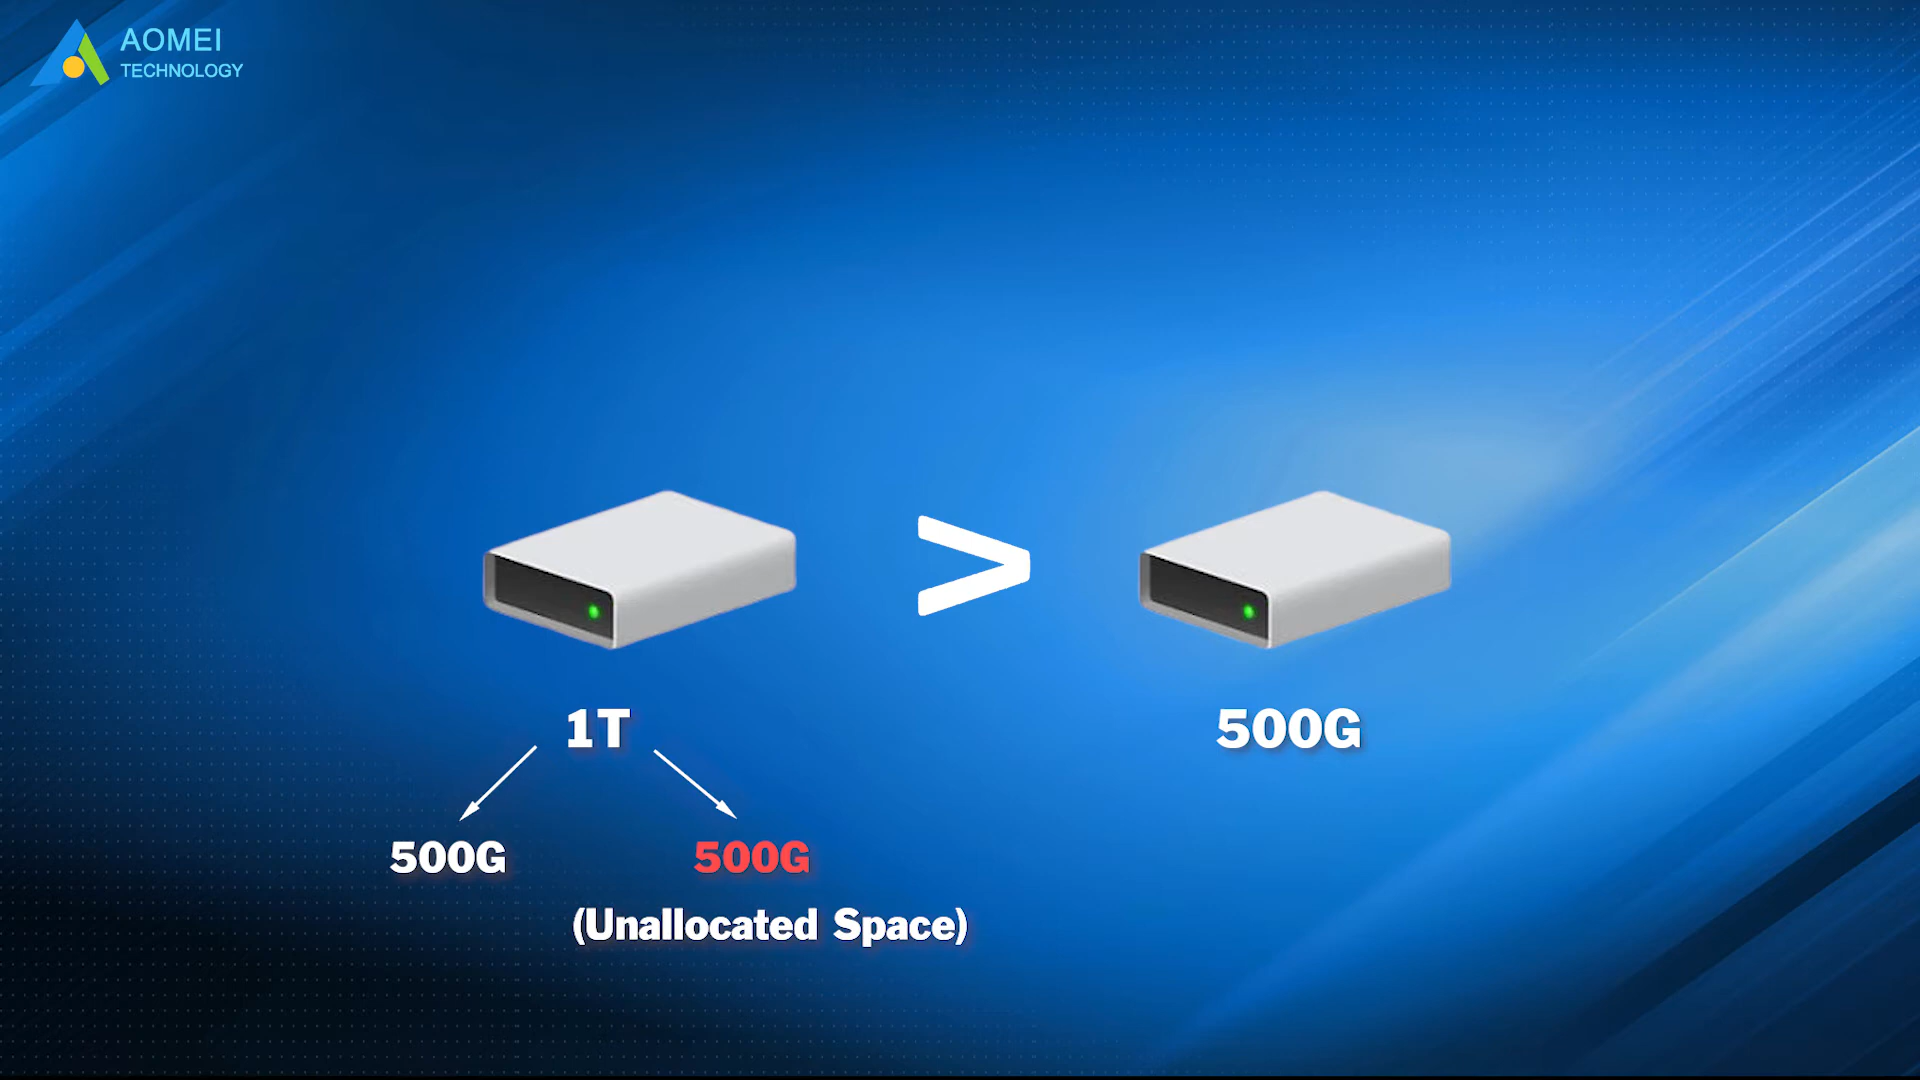 AOMEI
TECHNOLOGY
>
1T
500G
500G
500G
(Unallocated Space)